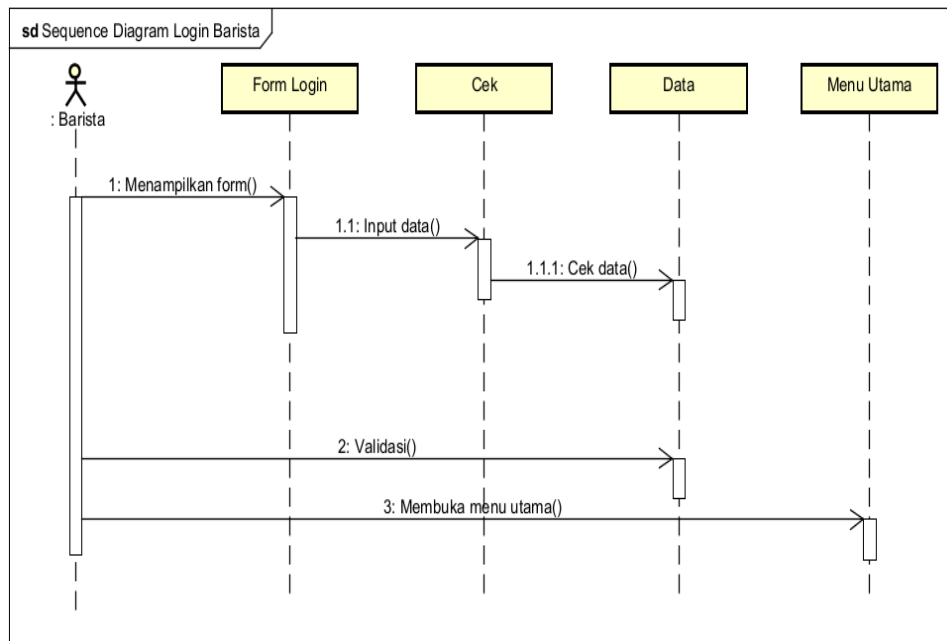 sd Sequence Diagram Login Barista
: Barista
Form Login
Cek
Data
Menu Utama
1: Menampilkan form()
1.1: Input data()
1.1.1: Cek data()
2: Validasi()
3: Membuka menu utama()